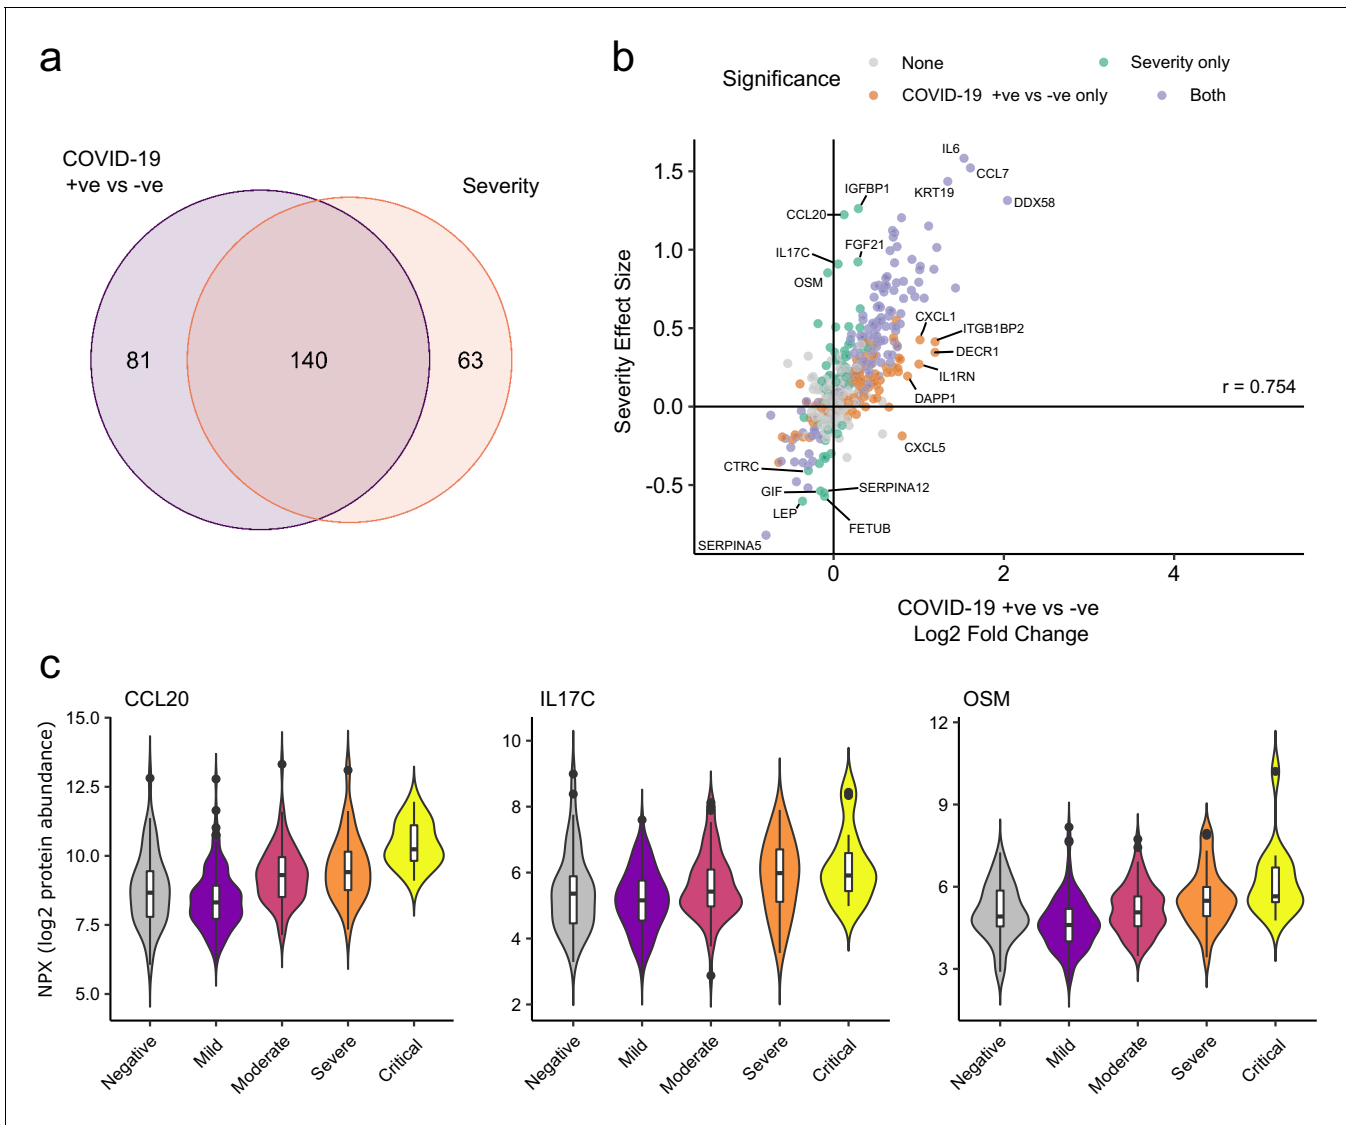 a
COVID-19
+ve vs -ve
Severity
81
140
63
b
Significance
None
Severity only
COVID-19 +ve vs -ve only
Both
Severity Effect Size
1.5
1.0
0.5
0.0
-0.5
IL6
CCL7
KRT19
DDX58
IGFBP1
CCL20
IL17C
FGF21
OSM
CXCL1
ITGB1BP2
DECR1
IL1RN
DAPP1
r = 0.754
CXCL5
CTRC
GIF
SERPINA12
LEP
FETUB
SERPINA5
0
2
4
COVID-19 +ve vs -ve
Log2 Fold Change
c
NPX (log2 protein abundance)
CCL20
15.0
12.5
10.0
7.5
5.0
Negative
Mild
Moderate
Severe
Critical
IL17C
10
8
6
4
2
Negative
Mild
Moderate
Severe
Critical
OSM
12
9
6
3
Negative
Mild
Moderate
Severe
Critical